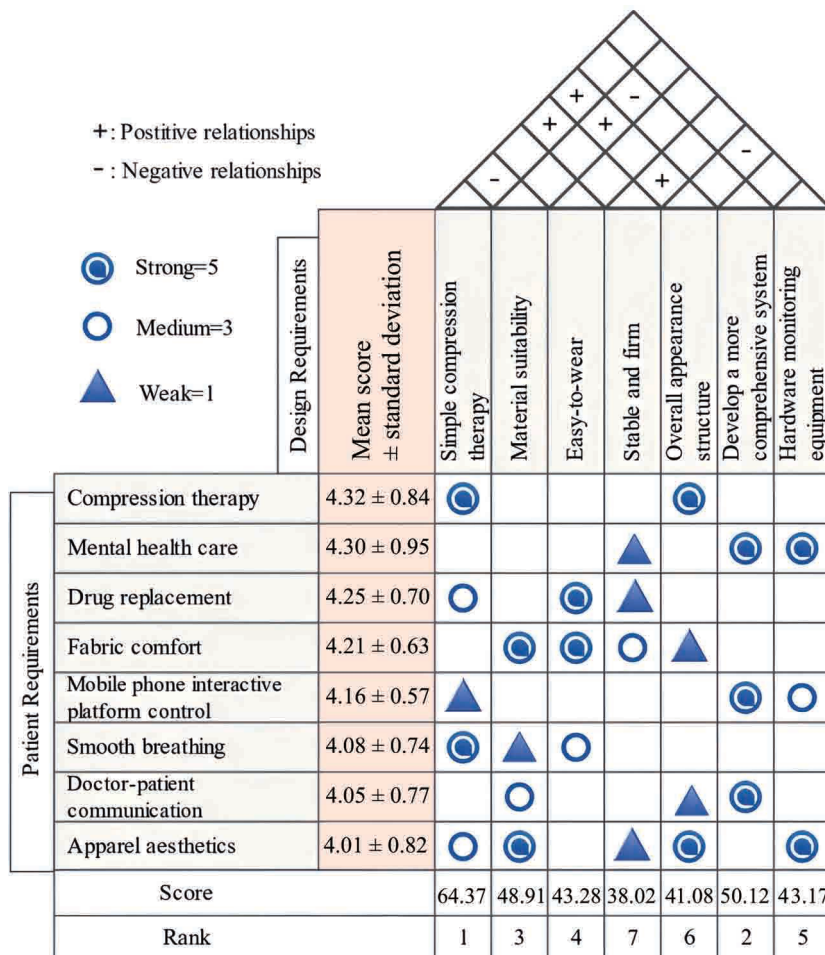 +: Postitive relationships
- : Negative relationships
Strong=5
Medium=3
Weak=1
Design Requirements
Mean score
± standard deviation
Simple compression
therapy
Material suitability
Easy-to-wear
Stable and firm
Overall appearance
structure
Develop a more
comprehensive system
Hardware monitoring
equipment
Patient Requirements
Compression therapy 4.32 ± 0.84
Mental health care 4.30 ± 0.95
Drug replacement 4.25 ± 0.70
Fabric comfort 4.21 ± 0.63
Mobile phone interactive
platform control 4.16 ± 0.57
Smooth breathing 4.08 ± 0.74
Doctor-patient
communication 4.05 ± 0.77
Apparel aesthetics 4.01 ± 0.82
Score 64.37 48.91 43.28 38.02 41.08 50.12 43.17
Rank 1 3 4 7 6 2 5